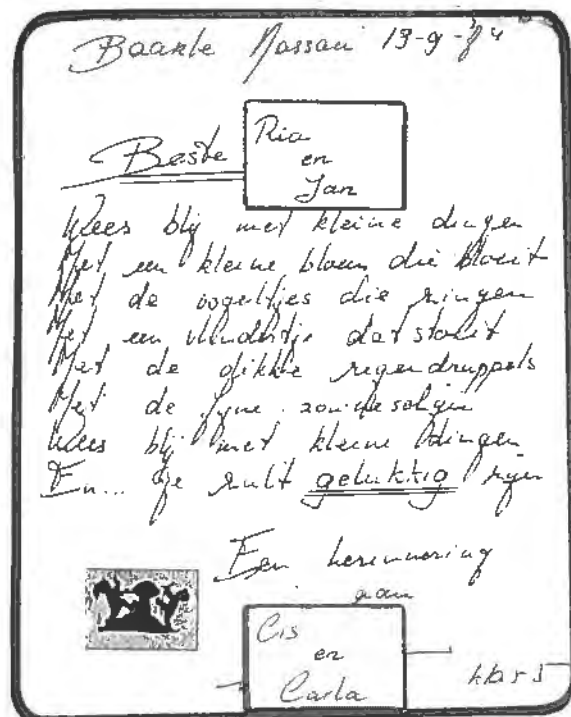 Baarle Nassau 13-9-84
Beste Ria
en
Jan
Wees blij met kleine dingen
Met een kleine bloem die bloeit
Met de vogeltjes die zingen
Met een vlindertje dat stoeit
Met de dikke regendruppels
Met de fijne zonneschijn
Wees blij met kleine dingen
En... je zult gelukkig zijn
Een herinnering
aan
Cis
en
Carla